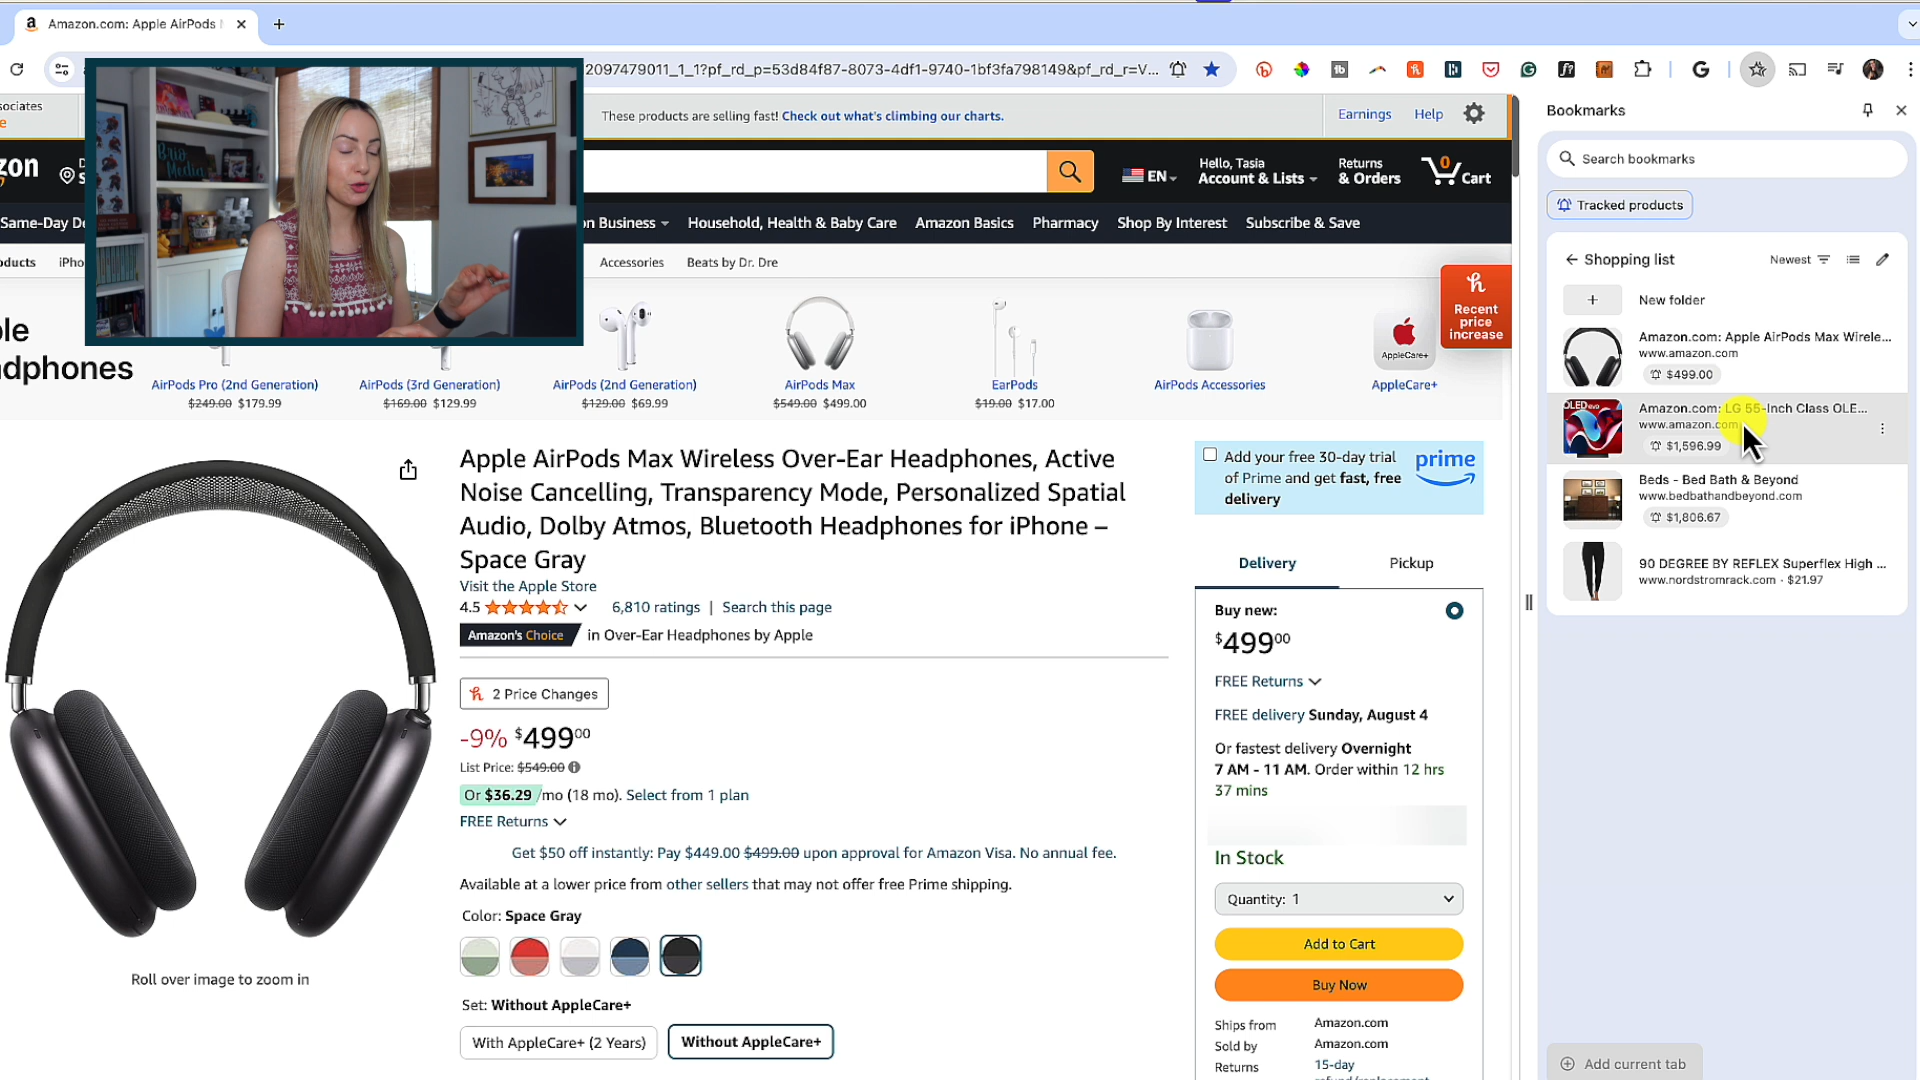 Amazon.com: Apple AirPods
2097479011_1_1?pf_rd_p=53d84f87-8073-4df1-9740-1bf3fa798149&pf_rd_r=V...
sociates
e
These products are selling fast! Check out what's climbing our charts.
Earnings
Help
zon
D
S
EN
Hello, Tasia
Account & Lists
Returns
& Orders
0
Cart
Same-Day De
n Business
Household, Health & Baby Care
Amazon Basics
Pharmacy
Shop By Interest
Subscribe & Save
oducts
iPho
Accessories
Beats by Dr. Dre
Brio
Media
ple
adphones
AirPods Pro (2nd Generation)
$249.00 $179.99
AirPods (3rd Generation)
$169.00 $129.99
AirPods (2nd Generation)
$129.00 $69.99
AirPods Max
$549.00 $499.00
EarPods
$19.00 $17.00
AirPods Accessories
AppleCare+
AppleCare+
Recent
price
increase
Apple AirPods Max Wireless Over-Ear Headphones, Active
Noise Cancelling, Transparency Mode, Personalized Spatial
Audio, Dolby Atmos, Bluetooth Headphones for iPhone –
Space Gray
Visit the Apple Store
4.5
6,810 ratings | Search this page
Amazon's Choice in Over-Ear Headphones by Apple
2 Price Changes
-9% $49900
List Price: $549.00
Or $36.29 /mo (18 mo). Select from 1 plan
FREE Returns
Get $50 off instantly: Pay $449.00 $499.00 upon approval for Amazon Visa. No annual fee.
Available at a lower price from other sellers that may not offer free Prime shipping.
Color: Space Gray
Set: Without AppleCare+
With AppleCare+ (2 Years)
Without AppleCare+
Roll over image to zoom in
Add your free 30-day trial
of Prime and get fast, free
delivery
prime
Delivery
Pickup
Buy new:
$49900
FREE Returns
FREE delivery Sunday, August 4
Or fastest delivery Overnight
7 AM - 11 AM. Order within 12 hrs
37 mins
In Stock
Quantity: 1
Add to Cart
Buy Now
Ships from Amazon.com
Sold by Amazon.com
Returns 15-day
refund/replacement
Bookmarks
Search bookmarks
Tracked products
Shopping list
Newest
New folder
Amazon.com: Apple AirPods Max Wirele...
www.amazon.com
$499.00
Amazon.com: LG 55-Inch Class OLE...
www.amazon.com
$1,596.99
OLED evo
Beds - Bed Bath & Beyond
www.bedbathandbeyond.com
$1,806.67
90 DEGREE BY REFLEX Superflex High ...
www.nordstromrack.com · $21.97
Add current tab